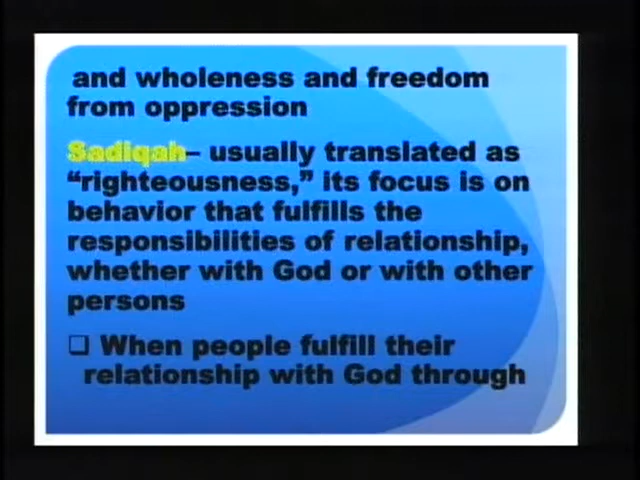 and wholeness and freedom
from oppression
Sadiqah– usually translated as
“righteousness,” its focus is on
behavior that fulfills the
responsibilities of relationship,
whether with God or with other
persons
❑ When people fulfill their
relationship with God through